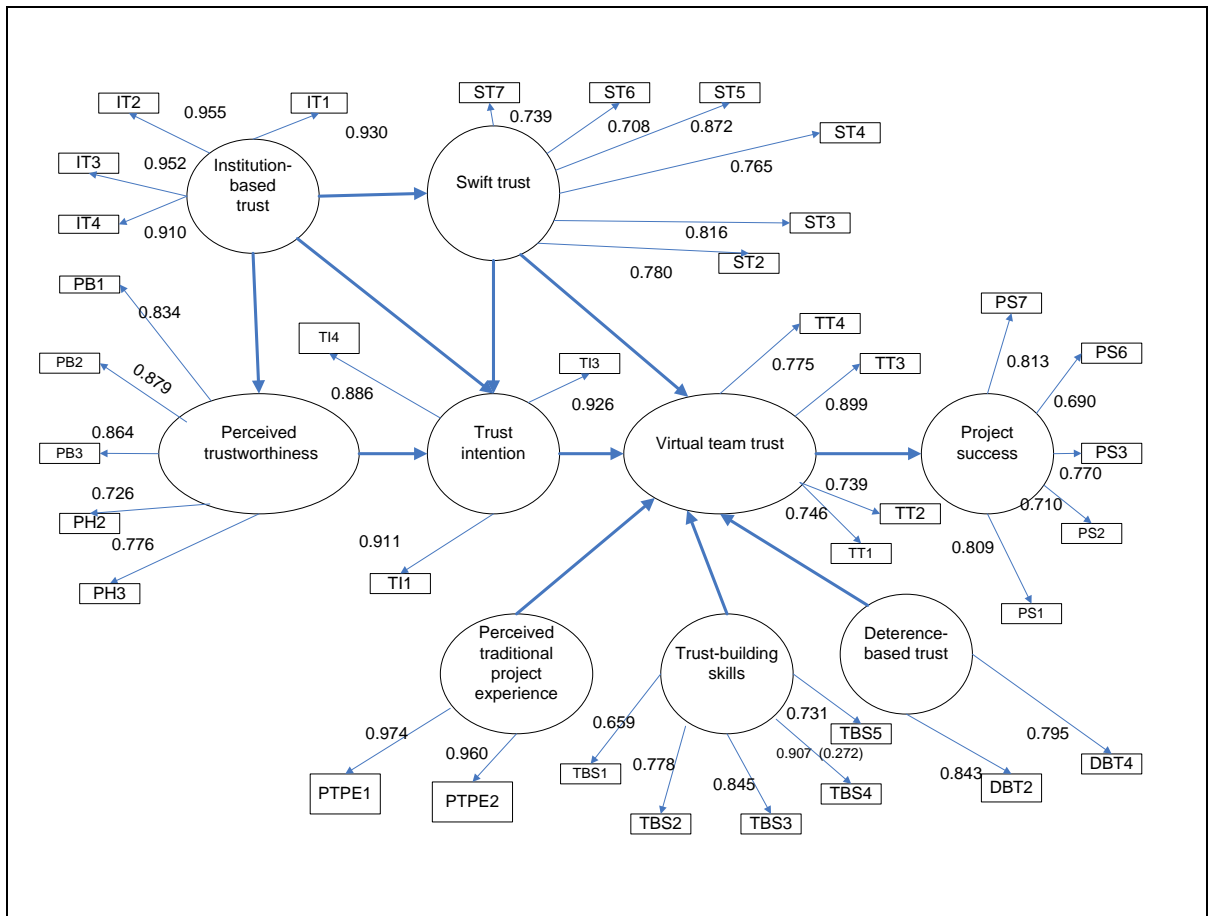 IT2
0.955
IT1
0.930
ST7
0.739
ST6
0.708
ST5
0.872
ST4
0.765
IT3
0.952
Institution-
based
trust
Swift trust
IT4
0.910
ST3
0.816
ST2
0.780
PB1
0.834
PS7
0.813
TI4
0.886
TI3
0.926
TT4
0.775
TT3
0.899
PS6
0.690
PB2
0.879
PB3
0.864
Perceived
trustworthiness
Trust
intention
Virtual team trust
Project
success
PS3
0.770
0.726
PH2
0.776
PH3
0.911
TI1
0.739
TT2
0.746
TT1
0.710
PS2
0.809
PS1
Perceived
traditional
project
experience
Trust-building
skills
Deterence-
based trust
0.974
PTPE1
0.960
PTPE2
0.659
TBS1
0.778
TBS2
0.845
TBS3
0.907 (0.272)
TBS4
0.731
TBS5
0.843
DBT2
0.795
DBT4